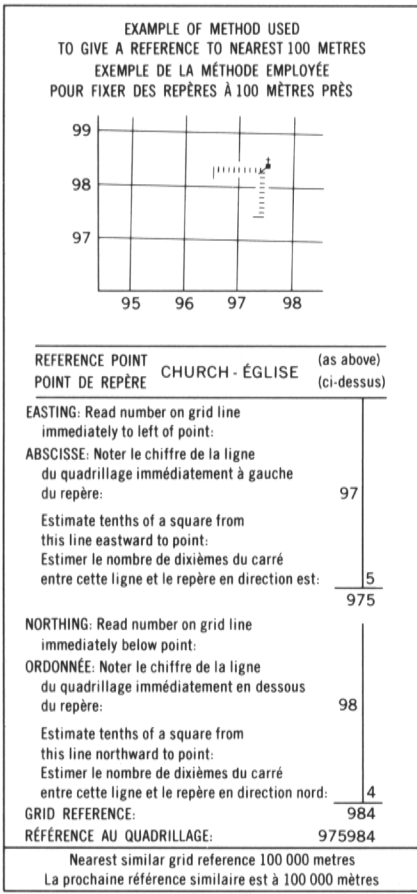 EXAMPLE OF METHOD USED
TO GIVE A REFERENCE TO NEAREST 100 METRES
EXEMPLE DE LA MÉTHODE EMPLOYÉE
POUR FIXER DES REPÈRES À 100 MÈTRES PRÈS
99
98
97
95 96 97 98
REFERENCE POINT
POINT DE REPÈRE
CHURCH - ÉGLISE
(as above)
(ci-dessus)
EASTING: Read number on grid line
immediately to left of point:
ABSCISSE: Noter le chiffre de la ligne
du quadrillage immédiatement à gauche
du repère: 97
Estimate tenths of a square from
this line eastward to point:
Estimer le nombre de dixièmes du carré
entre cette ligne et le repère en direction est: 5
975
NORTHING: Read number on grid line
immediately below point:
ORDONNÉE: Noter le chiffre de la ligne
du quadrillage immédiatement en dessous
du repère: 98
Estimate tenths of a square from
this line northward to point:
Estimer le nombre de dixièmes du carré
entre cette ligne et le repère en direction nord: 4
GRID REFERENCE: 984
RÉFÉRENCE AU QUADRILLAGE: 975984
Nearest similar grid reference 100 000 metres
La prochaine référence similaire est à 100 000 mètres